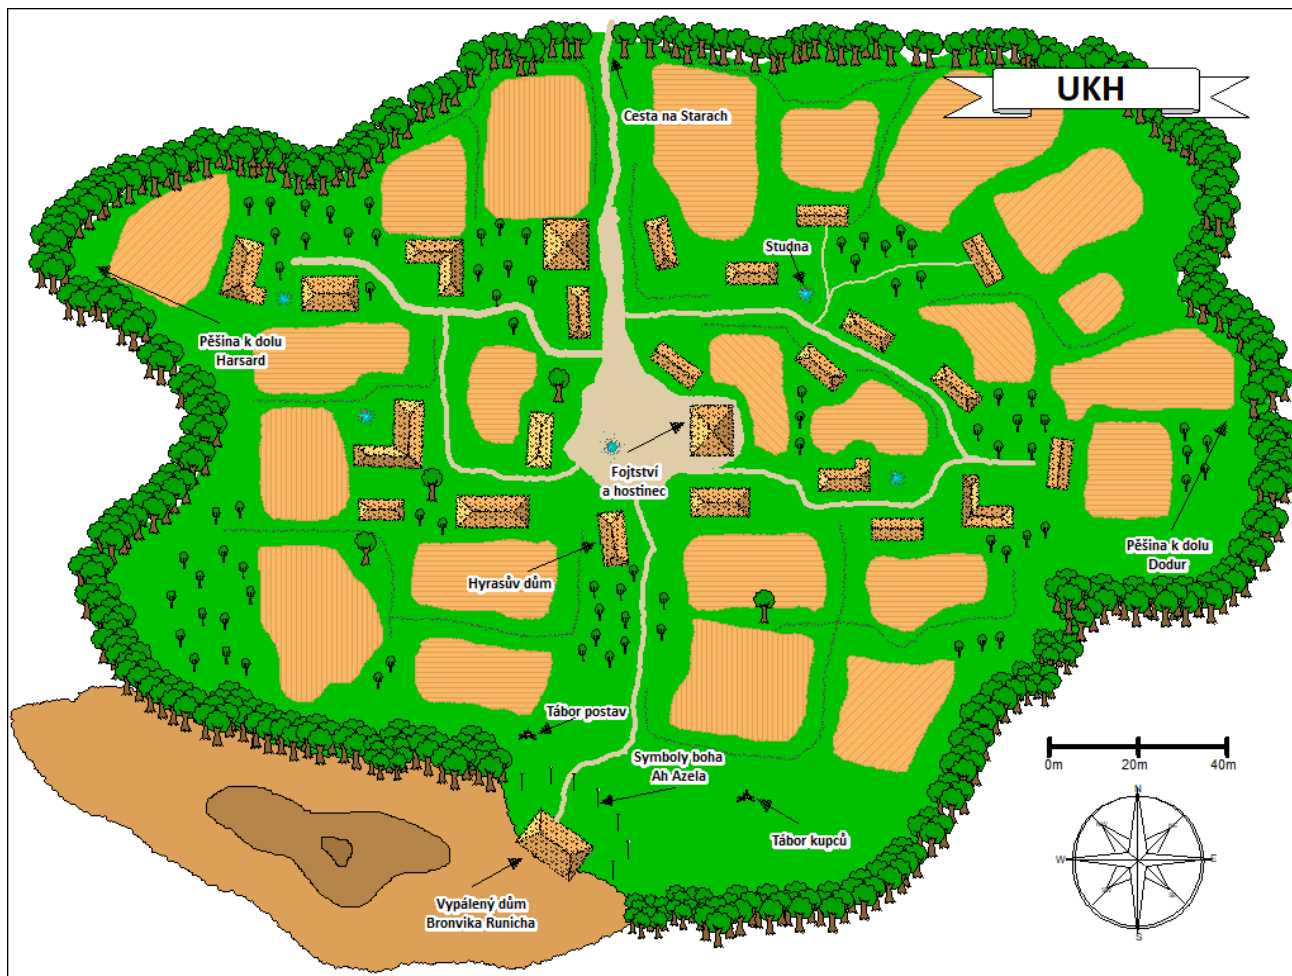 UKH
Cesta na Starach
Studna
Pěšina k dolu
Harsard
Fojtství
a hostinec
Pěšina k dolu
Dodur
Hyrasův dům
Tábor postav
Symboly boha
Ah Azela
0m
20m
40m
Tábor kupců
N
W
E
S
Vypálený dům
Bronvika Runicha